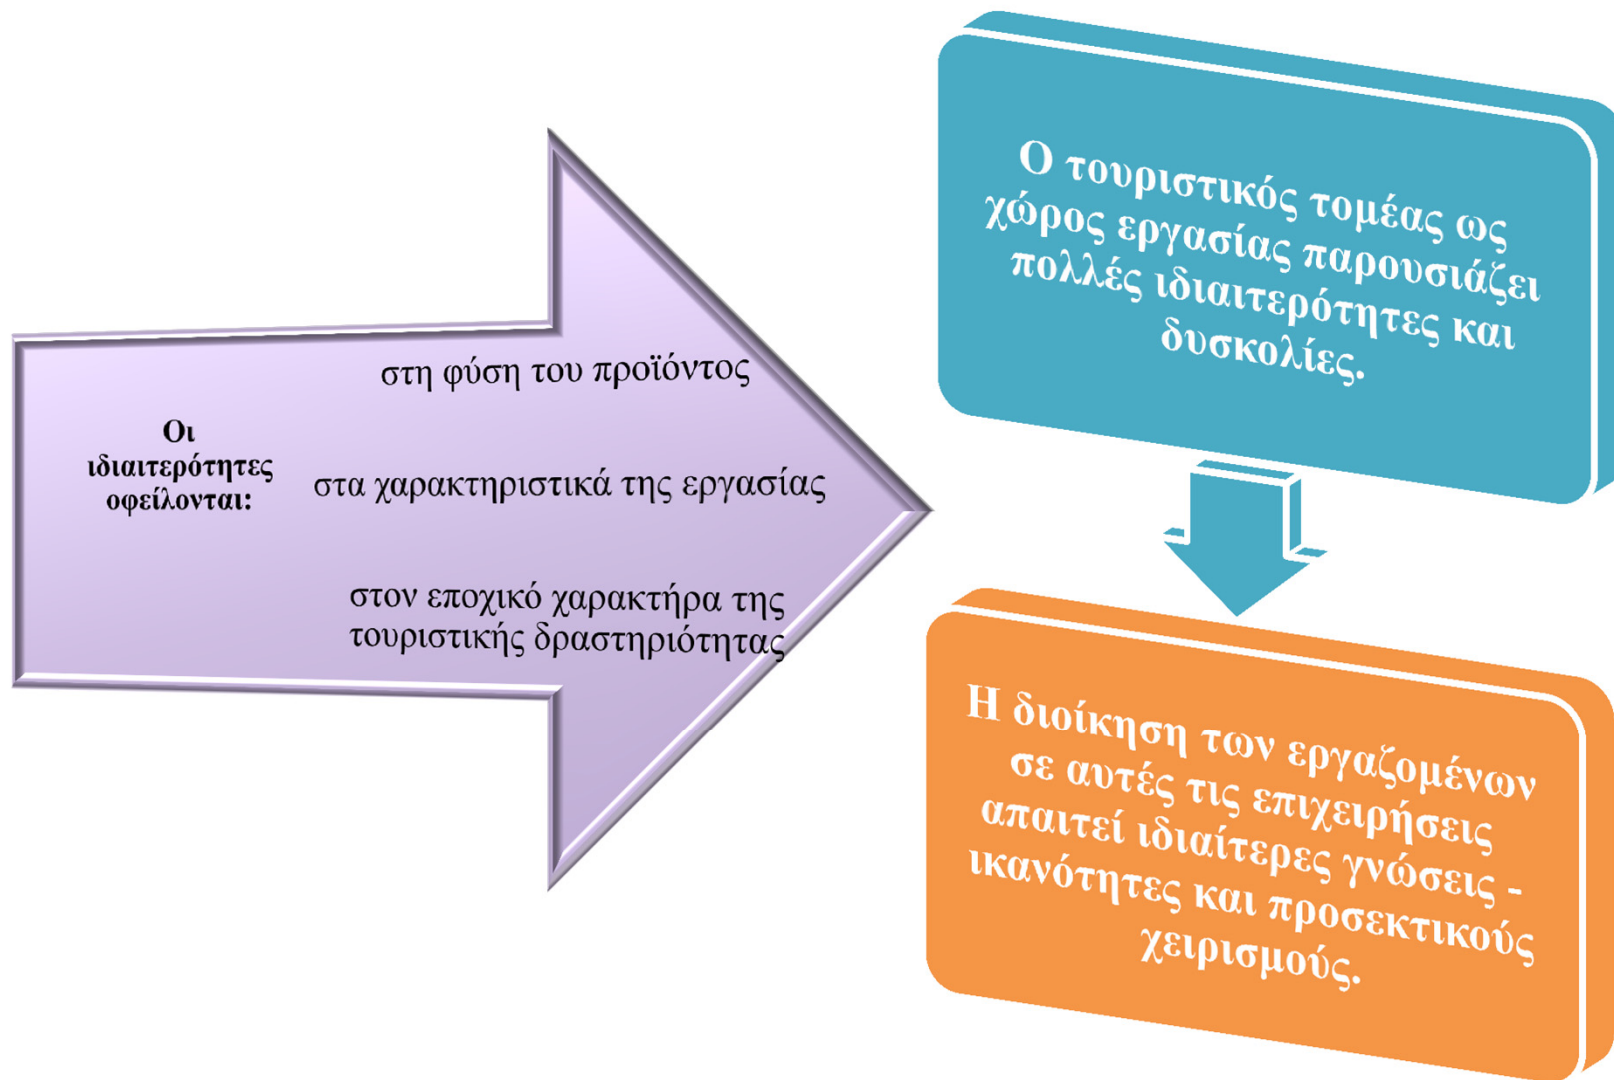 Οι
ιδιαιτερότητες
οφείλονται:
στη φύση του προϊόντος
στα χαρακτηριστικά της εργασίας
στον εποχικό χαρακτήρα της
τουριστικής δραστηριότητας
Ο τουριστικός τομέας ως
χώρος εργασίας παρουσιάζει
πολλές ιδιαιτερότητες και
δυσκολίες.
Η διοίκηση των εργαζομένων
σε αυτές τις επιχειρήσεις
απαιτεί ιδιαίτερες γνώσεις -
ικανότητες και προσεκτικούς
χειρισμούς.